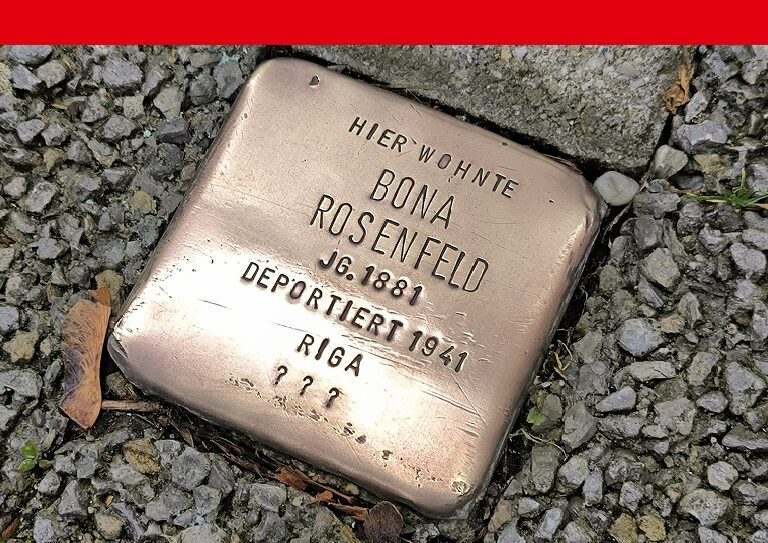 HIER WOHNTE
BONA
ROSENFELD
JG. 1881
DEPORTIERT 1941
RIGA
? ? ?